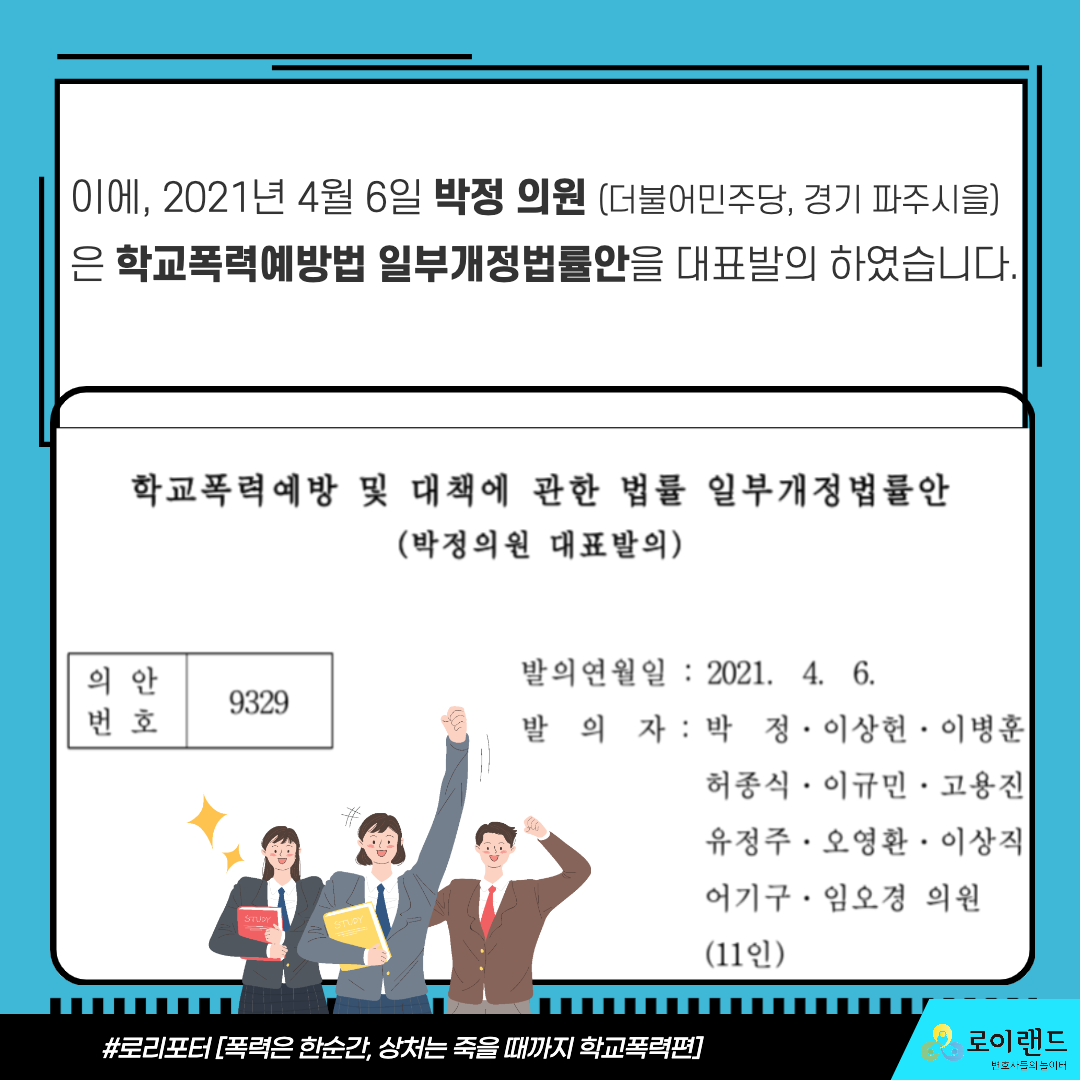 이에, 2021년 4월 6일 박정 의원 (더불어민주당, 경기 파주시을)
은 학교폭력예방법 일부개정법률안을 대표발의 하였습니다.
학교폭력예방 및 대책에 관한 법률 일부개정법률안
(박정의원 대표발의)
의 안
번 호
9329
발의연월일 : 2021. 4. 6.
발 의 자 : 박 정·이상헌·이병훈
허종식·이규민·고용진
유정주·오영환·이상직
어기구·임오경 의원
(11인)
STUDY
STUDY
#로리포터 [폭력은 한순간, 상처는 죽을 때까지 학교폭력편]
로이랜드
변호사들의 놀이터